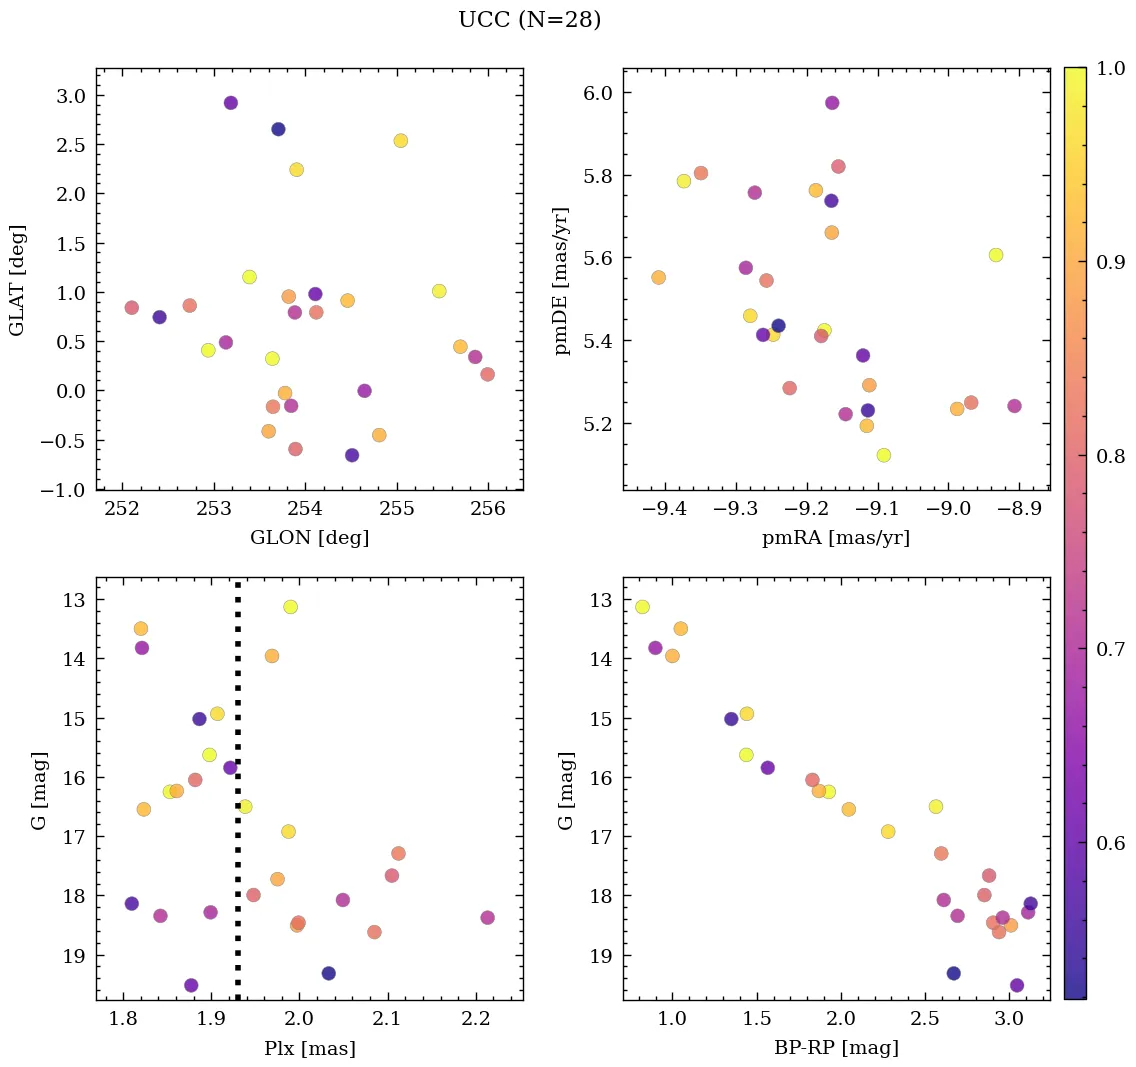 UCC (N=28)
3.0
2.5
2.0
1.5
1.0
0.5
0.0
−0.5
−1.0
GLAT [deg]
252 253 254 255 256
GLON [deg]
6.0
5.8
5.6
5.4
5.2
pmDE [mas/yr]
−9.4 −9.3 −9.2 −9.1 −9.0 −8.9
pmRA [mas/yr]
13
14
15
16
17
18
19
G [mag]
1.8 1.9 2.0 2.1 2.2
Plx [mas]
13
14
15
16
17
18
19
G [mag]
1.0 1.5 2.0 2.5 3.0
BP-RP [mag]
1.0
0.9
0.8
0.7
0.6